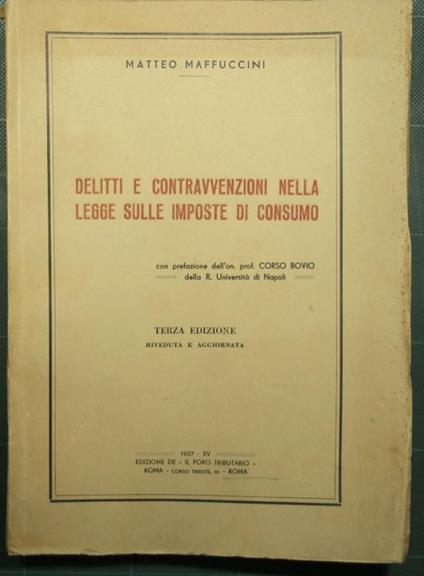 MATTEO MAFFUCCINI
DELITTI E CONTRAVVENZIONI NELLA
LEGGE SULLE IMPOSTE DI CONSUMO
con prefazione dell'on. prof. CORSO BOVIO
della R. Università di Napoli
TERZA EDIZIONE
RIVEDUTA E AGGIORNATA
1937 - XV
EDIZIONE DE - IL FORO TRIBUTARIO -
ROMA - CORSO TRIESTE, - ROMA